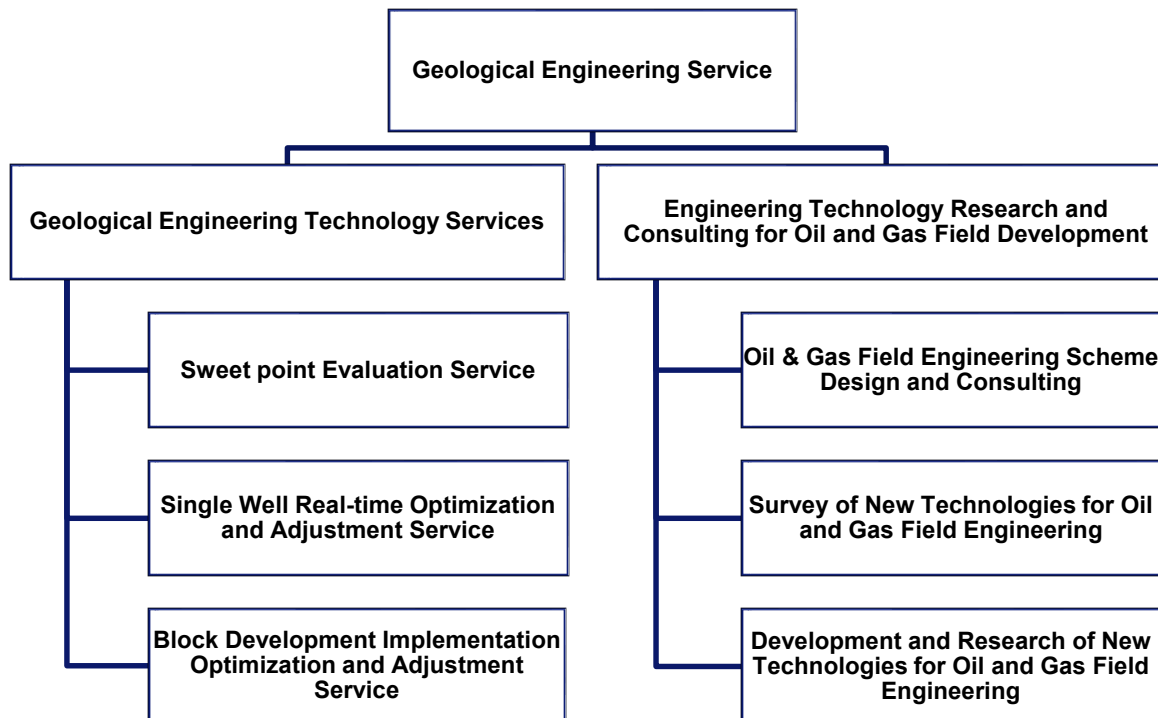 Geological Engineering Service
Geological Engineering Technology Services
Engineering Technology Research and
Consulting for Oil and Gas Field Development
Sweet point Evaluation Service
Oil & Gas Field Engineering Scheme
Design and Consulting
Single Well Real-time Optimization
and Adjustment Service
Survey of New Technologies for Oil
and Gas Field Engineering
Block Development Implementation
Optimization and Adjustment
Service
Development and Research of New
Technologies for Oil and Gas Field
Engineering